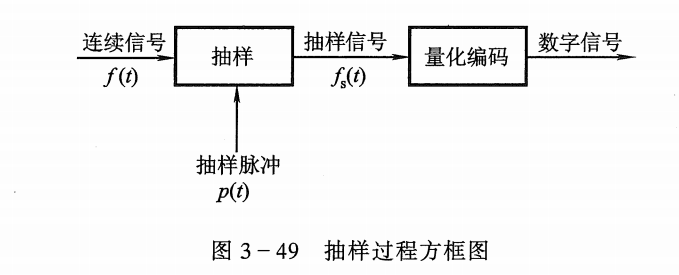 连续信号
f(t)
抽样
抽样信号
fₛ(t)
量化编码
数字信号
抽样脉冲
p(t)
图 3－49 抽样过程方框图